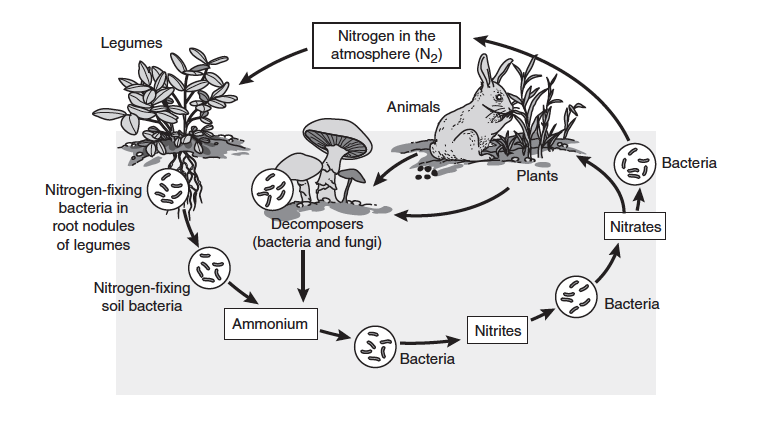 Legumes
Nitrogen in the
atmosphere (N₂)
Animals
Bacteria
Plants
Nitrogen-fixing
bacteria in
root nodules
of legumes
Nitrates
Decomposers
(bacteria and fungi)
Nitrogen-fixing
soil bacteria
Bacteria
Ammonium
Nitrites
Bacteria